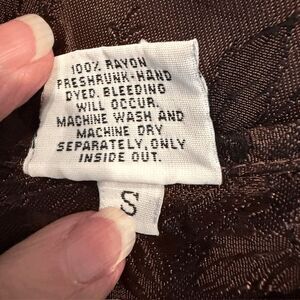 100% RAYON
PRESHRUNK-HAND
DYED. BLEEDING
WILL OCCUR.
MACHINE WASH AND
MACHINE DRY
SEPARATELY, ONLY
INSIDE OUT.
S